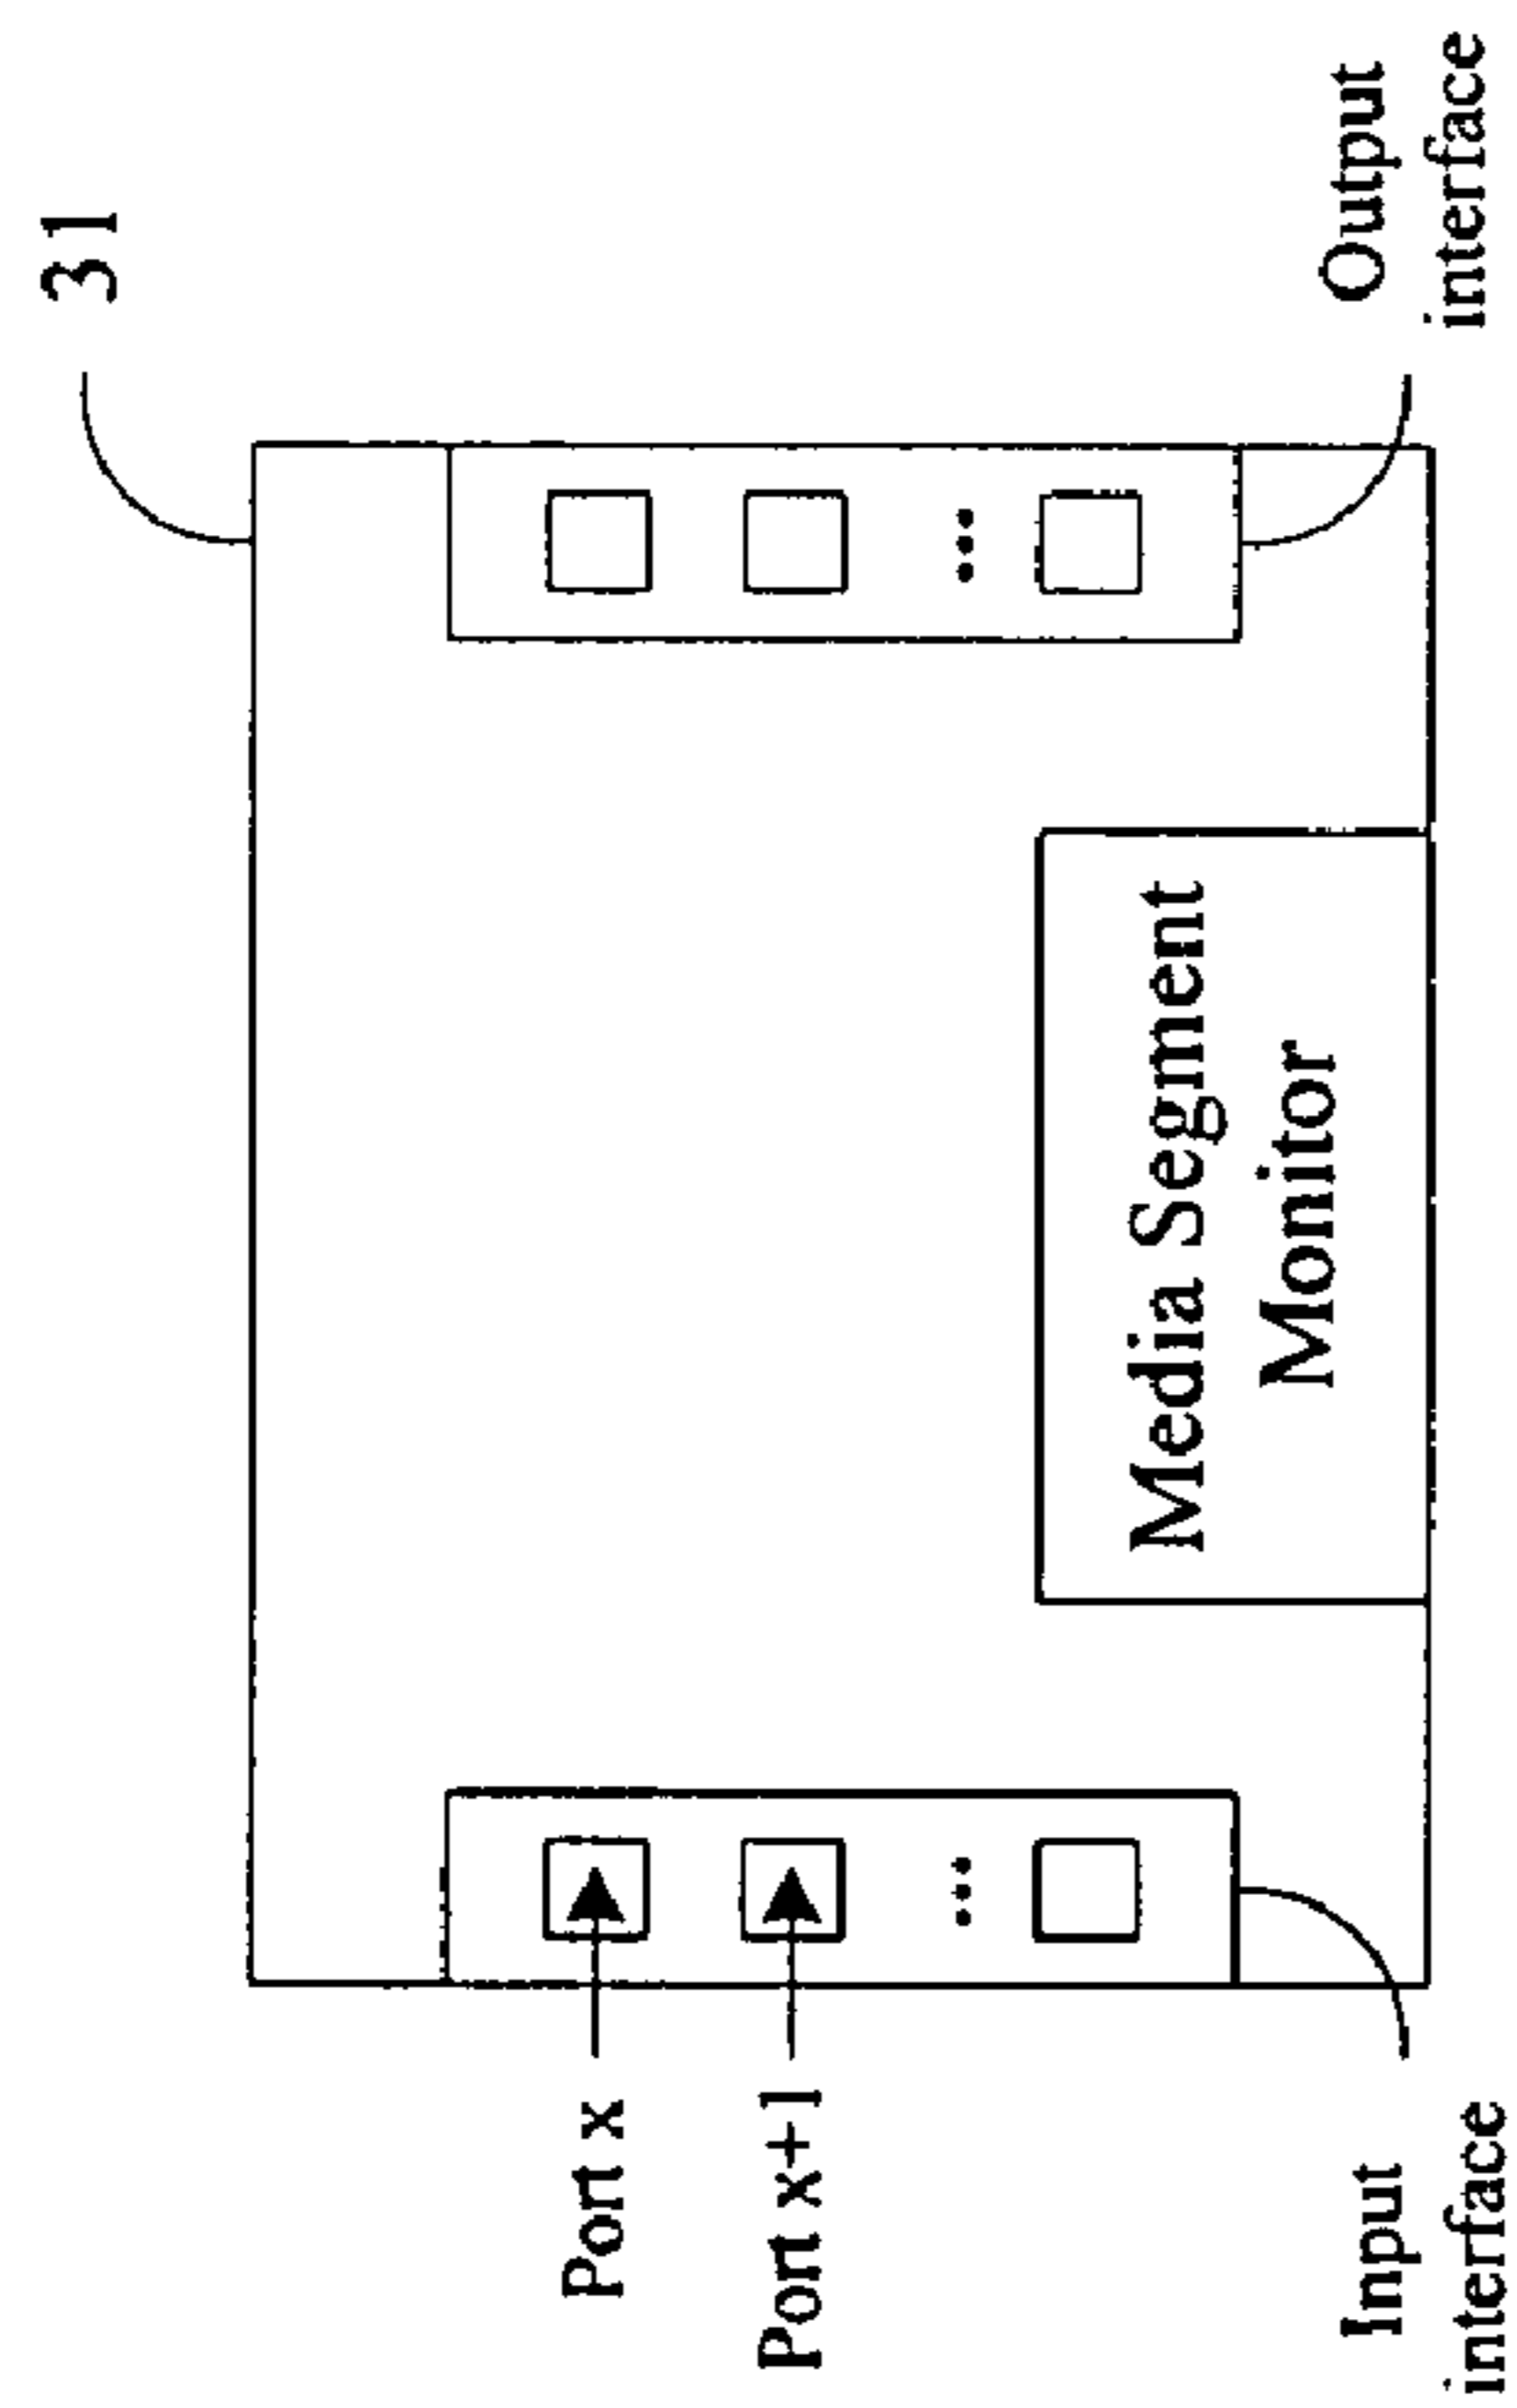 31
Port x
Port x+1
Media Segment
Monitor
Input
interface
Output
interface